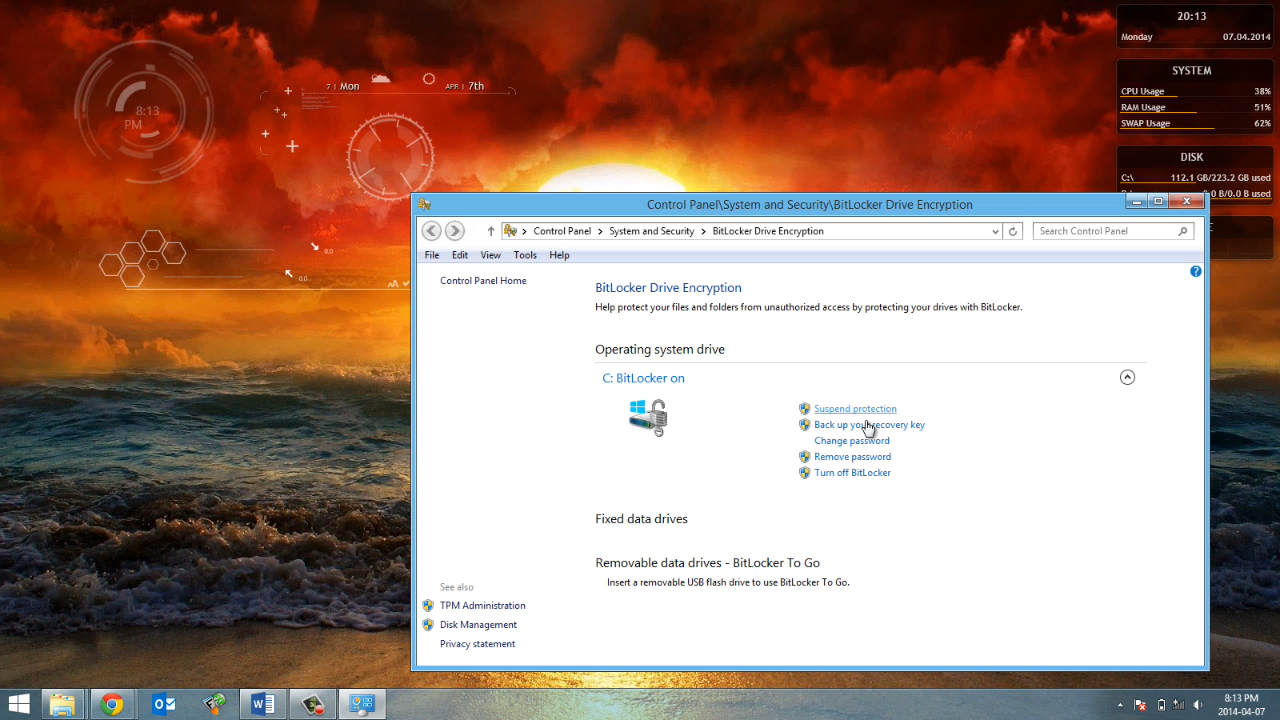 20:13
Monday 07.04.2014
SYSTEM
CPU Usage 38%
RAM Usage 51%
SWAP Usage 62%
DISK
C:\ 112.1 GB/223.2 GB used
0 B/0.0 B used
8:13
PM
7 | Mon
APR | 7th
0.0
0.0
Control Panel\System and Security\BitLocker Drive Encryption
Control Panel System and Security BitLocker Drive Encryption
Search Control Panel
File Edit View Tools Help
Control Panel Home
BitLocker Drive Encryption
Help protect your files and folders from unauthorized access by protecting your drives with BitLocker.
Operating system drive
C: BitLocker on
Suspend protection
Back up your recovery key
Change password
Remove password
Turn off BitLocker
Fixed data drives
Removable data drives - BitLocker To Go
Insert a removable USB flash drive to use BitLocker To Go.
See also
TPM Administration
Disk Management
Privacy statement
8:13 PM
2014-04-07